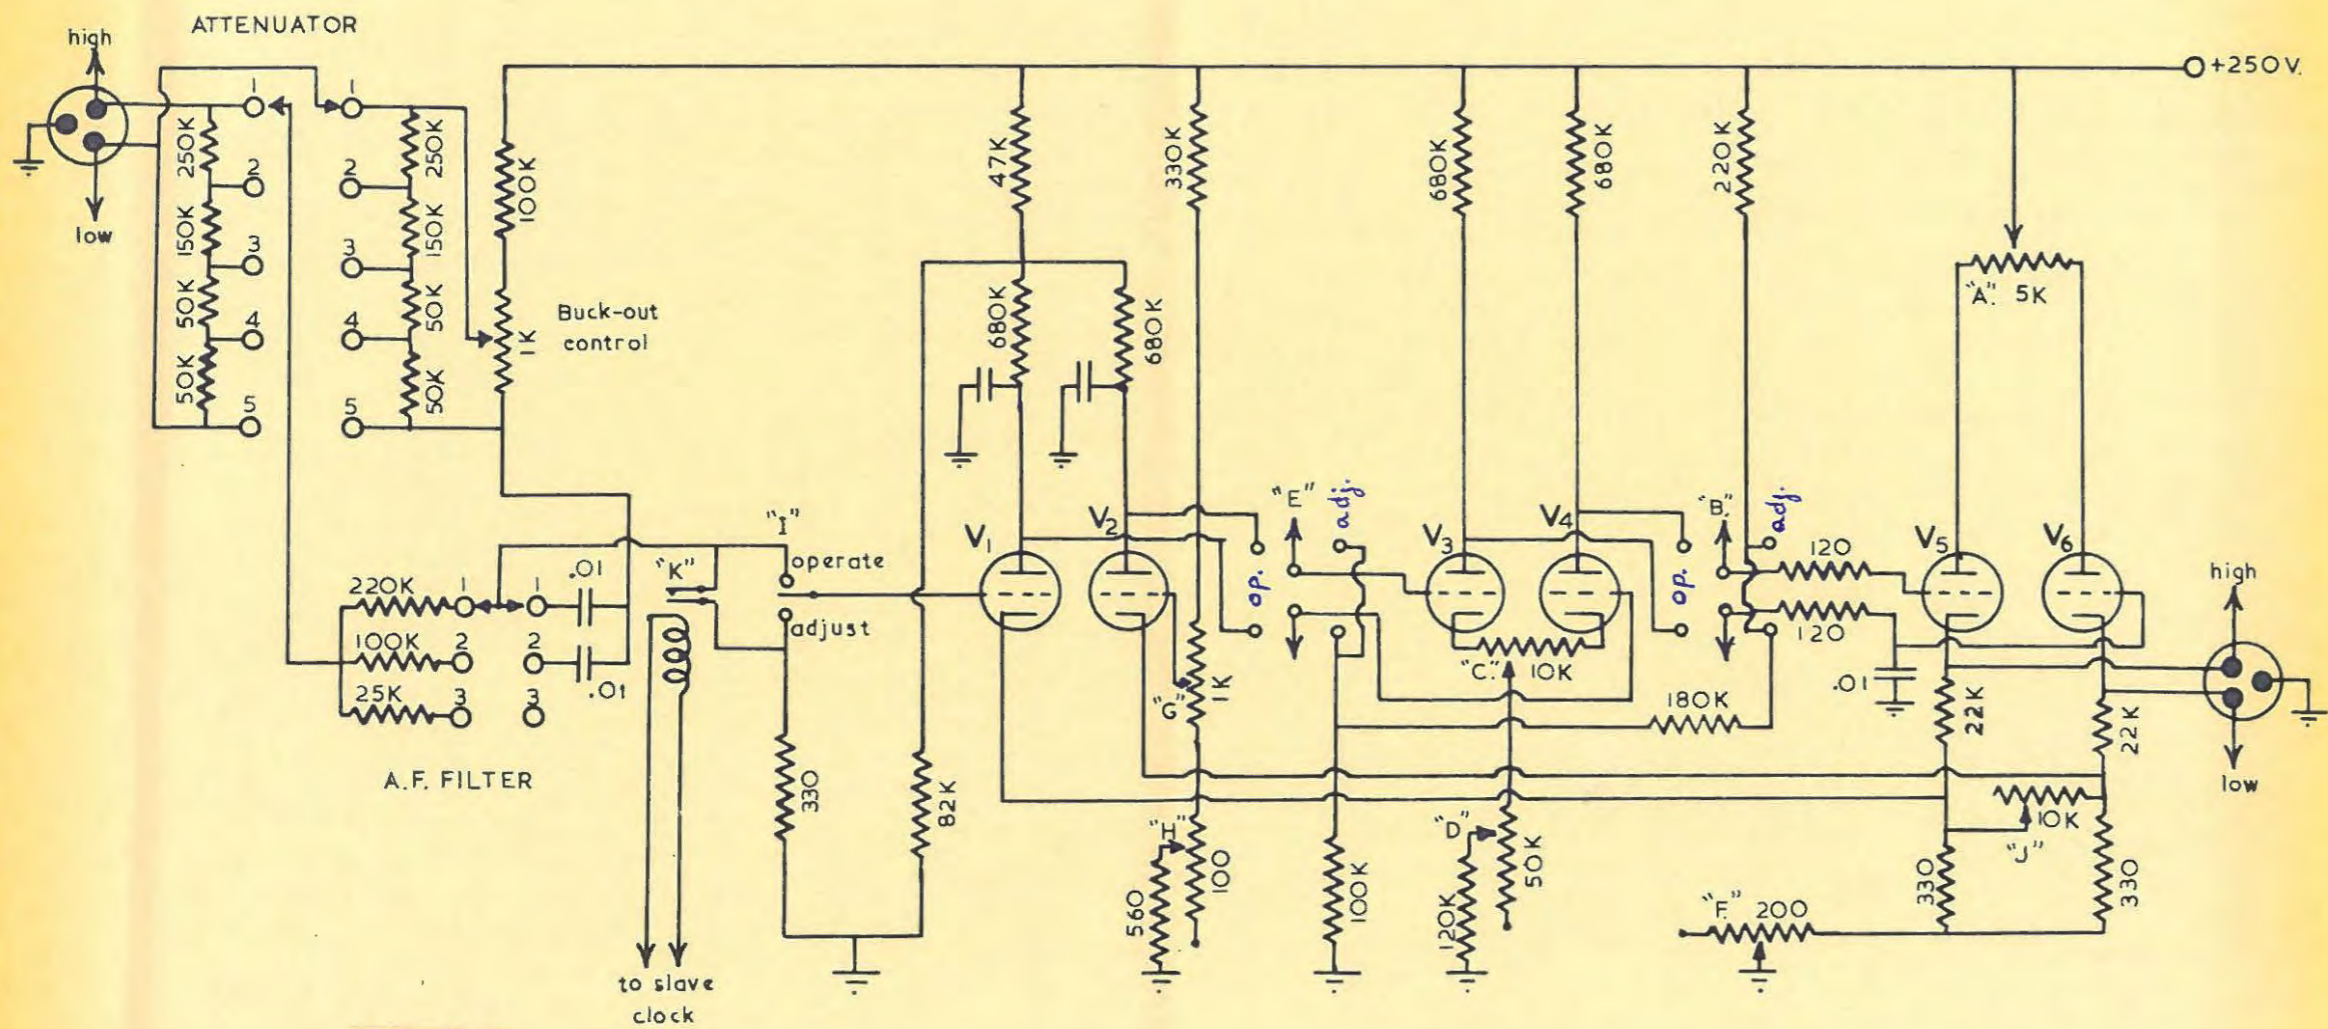 ATTENUATOR
high
low
1
2
3
4
5
250K
150K
50K
50K
1
2
3
4
5
250K
150K
50K
50K
100K
1K
Buck-out
control
+250 V.
47K
330K
680K
680K
220K
680K
680K
"A". 5K
220K
100K
25K
1
2
3
1
2
3
.01
.01
A.F. FILTER
"K"
"I"
operate
adjust
330
82K
to slave
clock
V1
V2
"G"
1K
"H"
100
560
"E"
adj.
op.
100K
V3
V4
"C". 10K
"D"
50K
120K
"B."
adj.
op.
120
120
180K
.01
V5
V6
22K
22K
10K
"J"
330
330
"F" 200
high
low